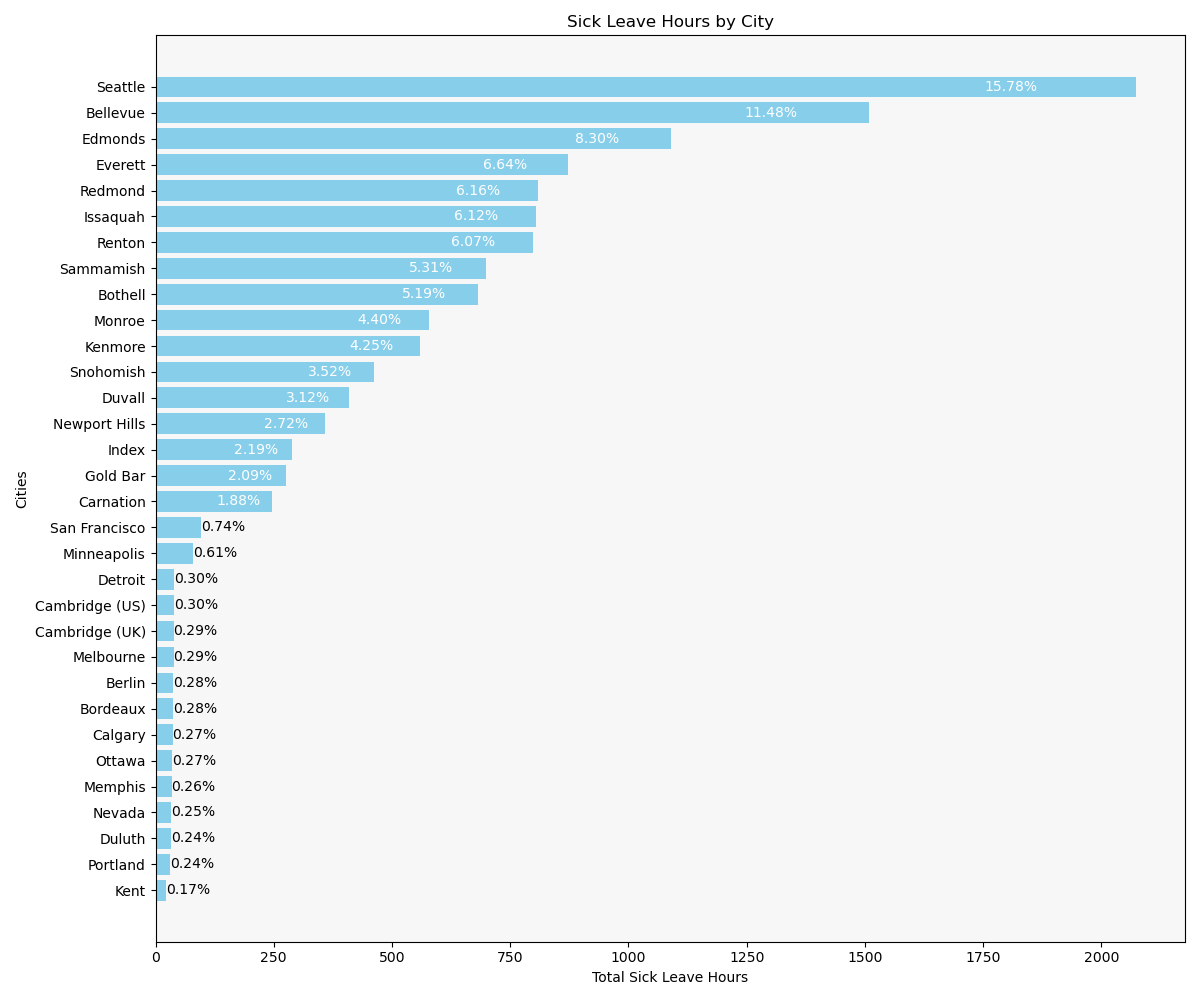 Sick Leave Hours by City
Seattle 15.78%
Bellevue 11.48%
Edmonds 8.30%
Everett 6.64%
Redmond 6.16%
Issaquah 6.12%
Renton 6.07%
Sammamish 5.31%
Bothell 5.19%
Monroe 4.40%
Kenmore 4.25%
Snohomish 3.52%
Duvall 3.12%
Newport Hills 2.72%
Index 2.19%
Gold Bar 2.09%
Carnation 1.88%
San Francisco 0.74%
Minneapolis 0.61%
Detroit 0.30%
Cambridge (US) 0.30%
Cambridge (UK) 0.29%
Melbourne 0.29%
Berlin 0.28%
Bordeaux 0.28%
Calgary 0.27%
Ottawa 0.27%
Memphis 0.26%
Nevada 0.25%
Duluth 0.24%
Portland 0.24%
Kent 0.17%
Cities
0 250 500 750 1000 1250 1500 1750 2000
Total Sick Leave Hours